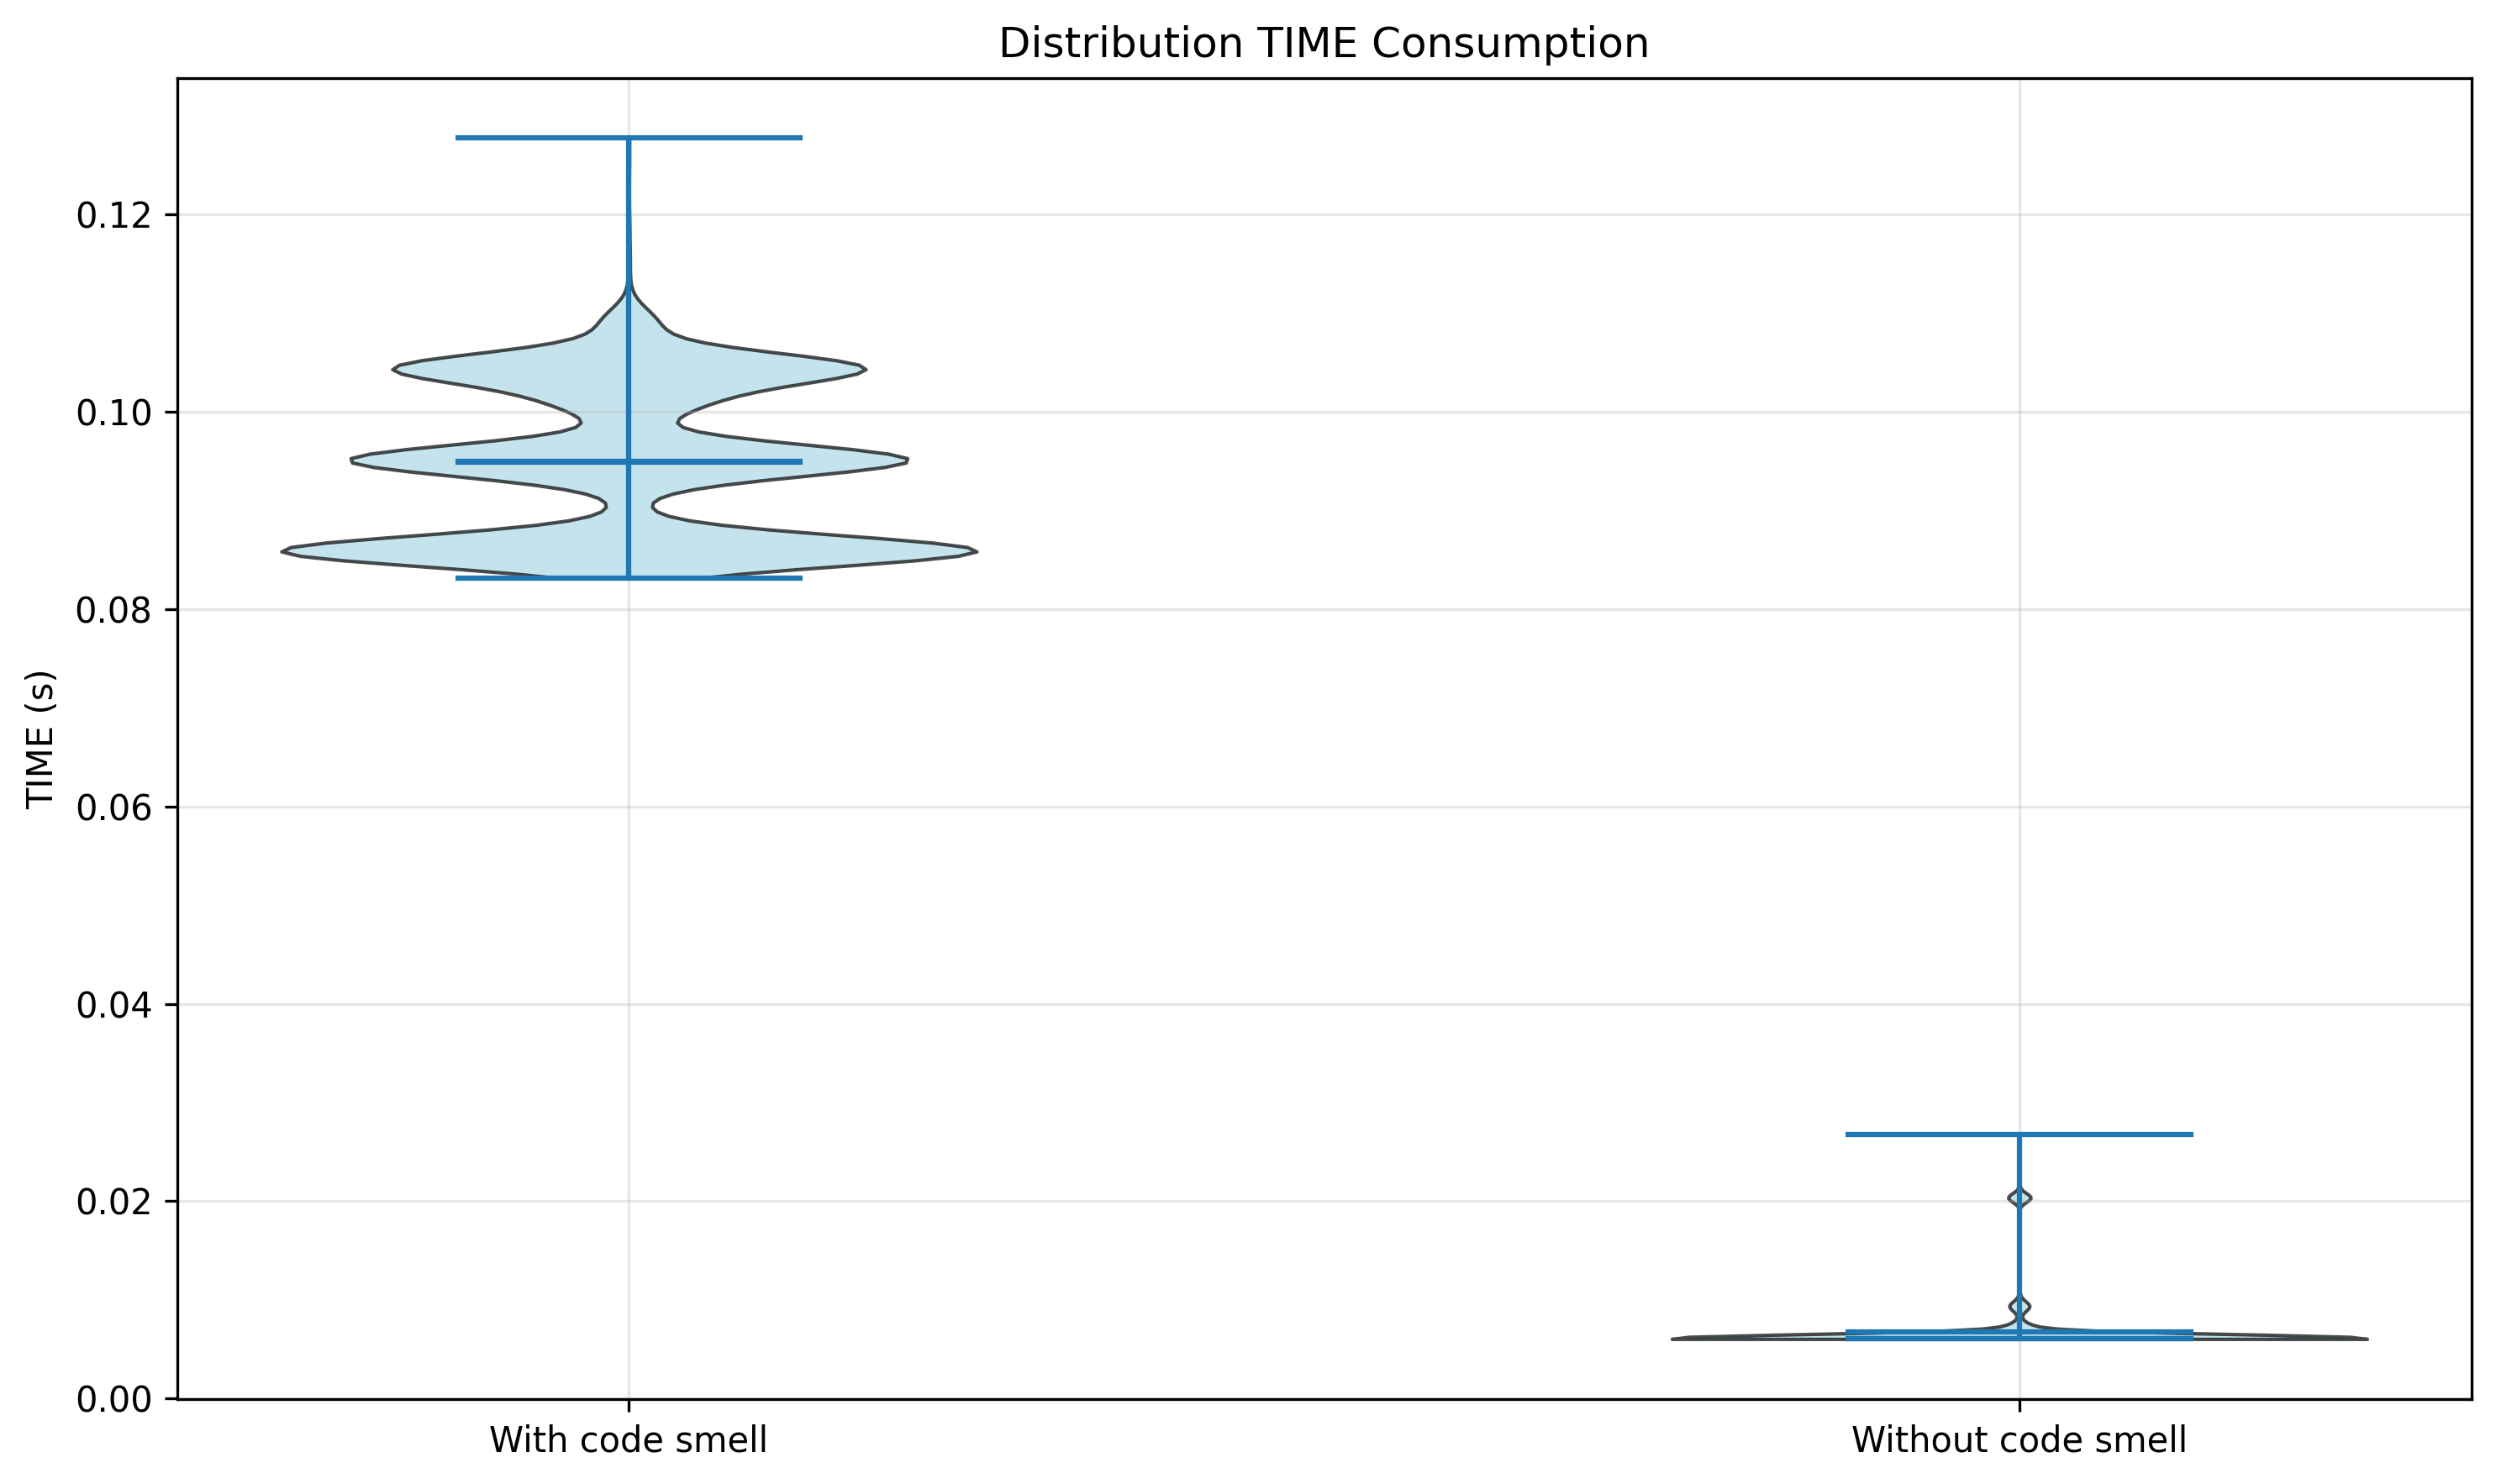 Distribution TIME Consumption
TIME (s)
0.12
0.10
0.08
0.06
0.04
0.02
0.00
With code smell
Without code smell